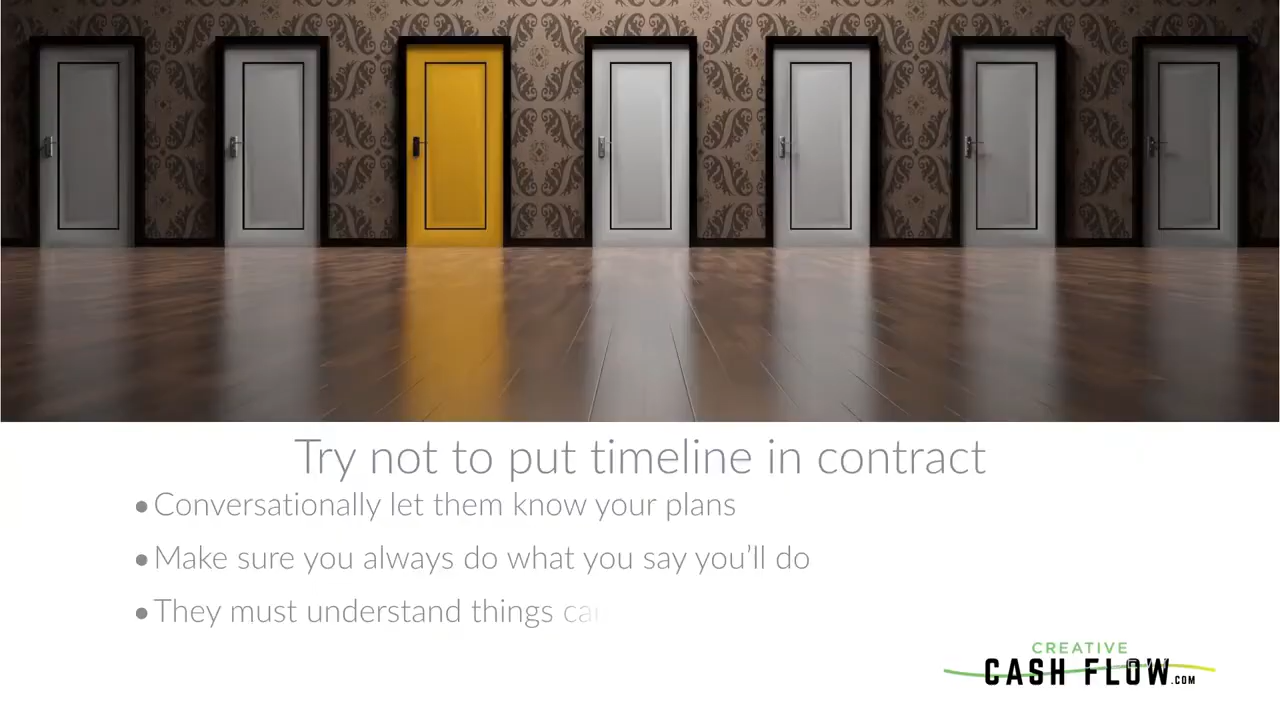 Try not to put timeline in contract
•Conversationally let them know your plans
•Make sure you always do what you say you’ll do
•They must understand things
CREATIVE
CASH FLOW.COM